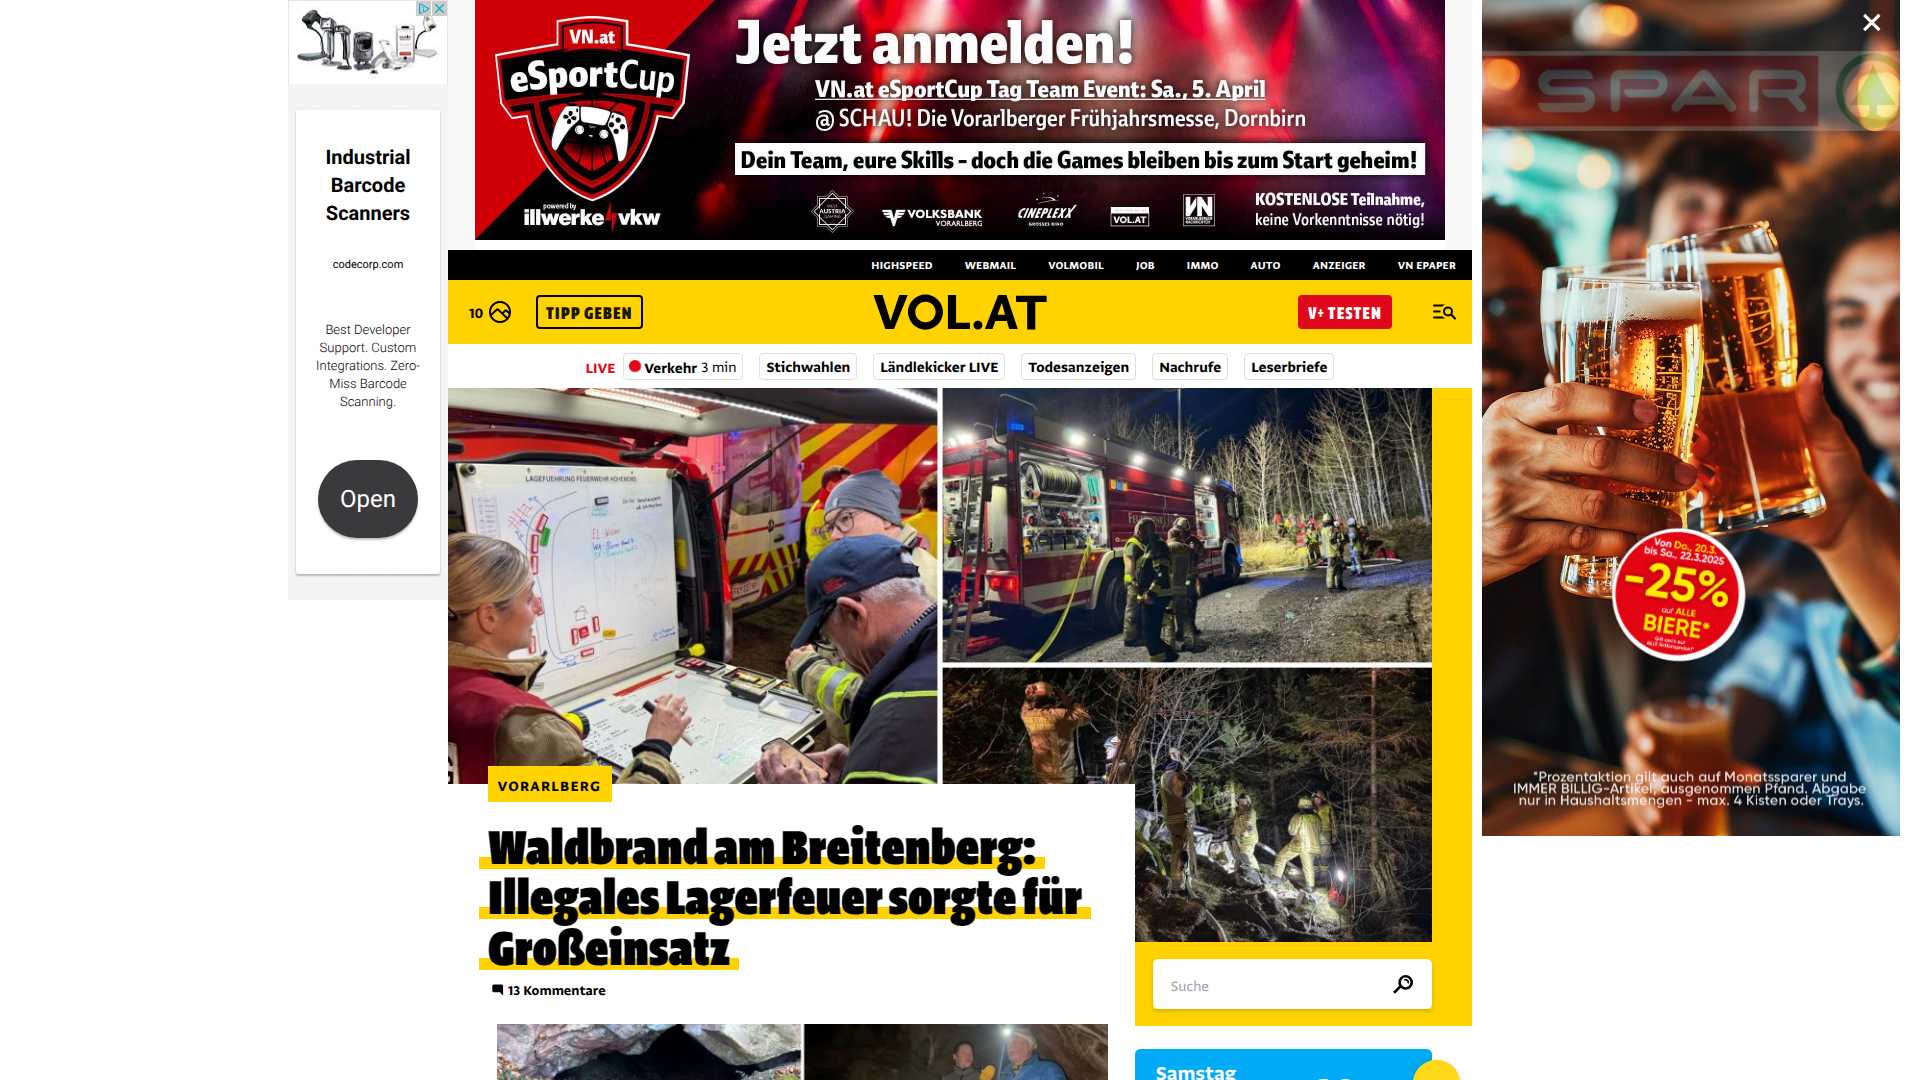 Industrial
Barcode
Scanners
codecorp.com
Best Developer
Support. Custom
Integrations. Zero-
Miss Barcode
Scanning.
Open
VN.at
eSportCup
powered by
illwerke vkw
Jetzt anmelden!
VN.at eSportCup Tag Team Event: Sa., 5. April
@ SCHAU! Die Vorarlberger Frühjahrsmesse, Dornbirn
Dein Team, eure Skills – doch die Games bleiben bis zum Start geheim!
AUSTRIA
VOLKSBANK
VORARLBERG
CINEPLEXX
VOL.AT
VN
KOSTENLOSE Teilnahme,
keine Vorkenntnisse nötig!
HIGHSPEED WEBMAIL VOLMOBIL JOB IMMO AUTO ANZEIGER VN EPAPER
10 TIPP GEBEN VOL.AT V+ TESTEN
LIVE Verkehr 3 min Stichwahlen Ländlekicker LIVE Todesanzeigen Nachrufe Leserbriefe
LAGEFUEHRUNG FEUERWEHR HOHENEMS
VORARLBERG
Waldbrand am Breitenberg:
Illegales Lagerfeuer sorgte für
Großeinsatz
13 Kommentare
Suche
Samstag
SPAR
Von Do., 20.3.
bis Sa., 22.3.2025
-25%
auf ALLE
BIERE*
*Prozentaktion gilt auch auf Monatssparer und
IMMER BILLIG-Artikel, ausgenommen Pfand. Abgabe
nur in Haushaltsmengen - max. 4 Kisten oder Trays.